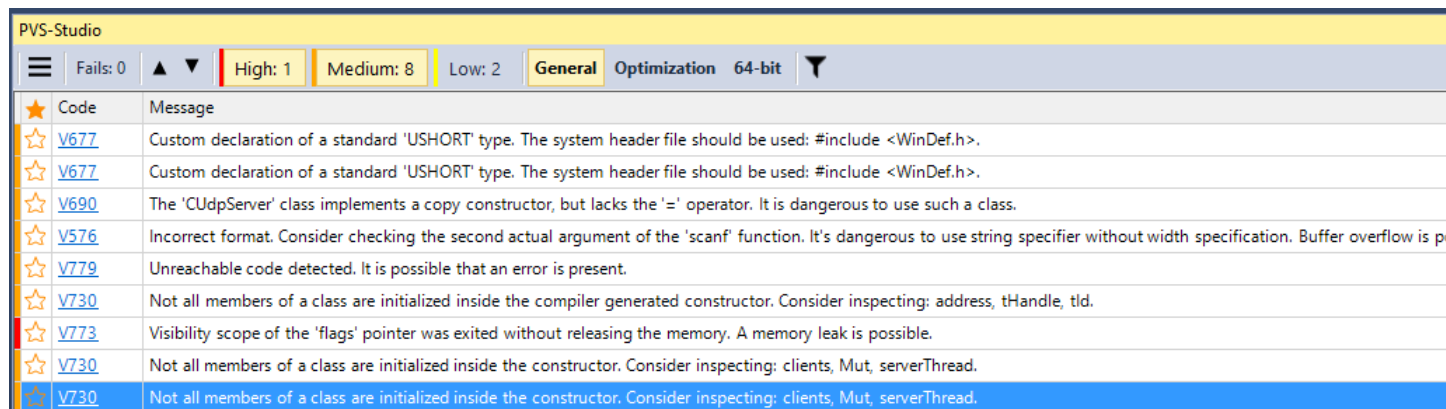 PVS-Studio
Fails: 0 High: 1 Medium: 8 Low: 2 General Optimization 64-bit
Code Message
V677 Custom declaration of a standard 'USHORT' type. The system header file should be used: #include <WinDef.h>.
V677 Custom declaration of a standard 'USHORT' type. The system header file should be used: #include <WinDef.h>.
V690 The 'CUdpServer' class implements a copy constructor, but lacks the '=' operator. It is dangerous to use such a class.
V576 Incorrect format. Consider checking the second actual argument of the 'scanf' function. It's dangerous to use string specifier without width specification. Buffer overflow is
V779 Unreachable code detected. It is possible that an error is present.
V730 Not all members of a class are initialized inside the compiler generated constructor. Consider inspecting: address, tHandle, tId.
V773 Visibility scope of the 'flags' pointer was exited without releasing the memory. A memory leak is possible.
V730 Not all members of a class are initialized inside the constructor. Consider inspecting: clients, Mut, serverThread.
V730 Not all members of a class are initialized inside the constructor. Consider inspecting: clients, Mut, serverThread.